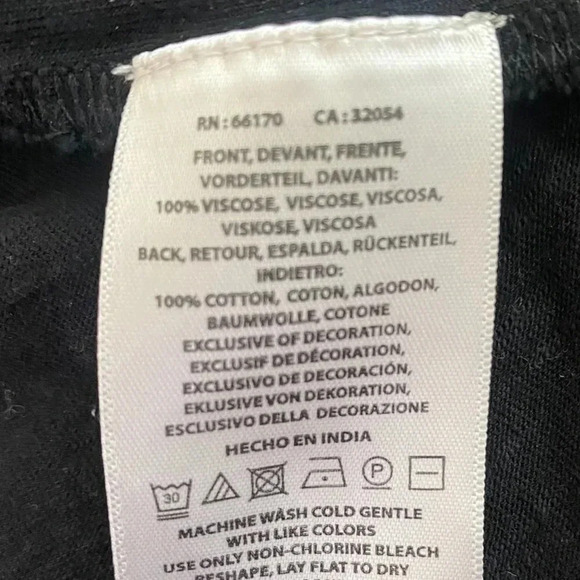 RN : 66170 CA : 32054
FRONT, DEVANT, FRENTE,
VORDERTEIL, DAVANTI:
100% VISCOSE, VISCOSE, VISCOSA,
VISKOSE, VISCOSA
BACK, RETOUR, ESPALDA, RÜCKENTEIL,
INDIETRO:
100% COTTON, COTON, ALGODON,
BAUMWOLLE, COTONE
EXCLUSIVE OF DECORATION,
EXCLUSIF DE DÉCORATION,
EXCLUSIVO DE DECORACIÓN,
EKLUSIVE VON DEKORATION,
ESCLUSIVO DELLA DECORAZIONE
HECHO EN INDIA
30 P
MACHINE WASH COLD GENTLE
WITH LIKE COLORS
USE ONLY NON-CHLORINE BLEACH
RESHAPE, LAY FLAT TO DRY